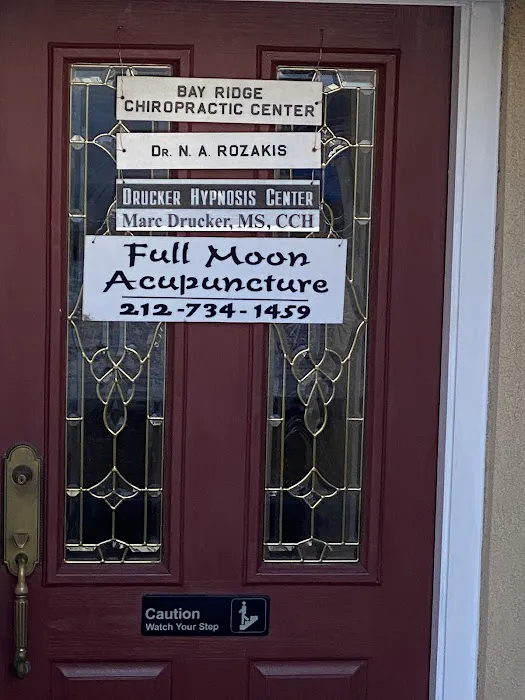 BAY RIDGE
CHIROPRACTIC CENTER
DR. N. A. ROZAKIS
DRUCKER HYPNOSIS CENTER
Marc Drucker, MS, CCH
Full Moon
Acupuncture
212-734-1459
Caution
Watch Your Step